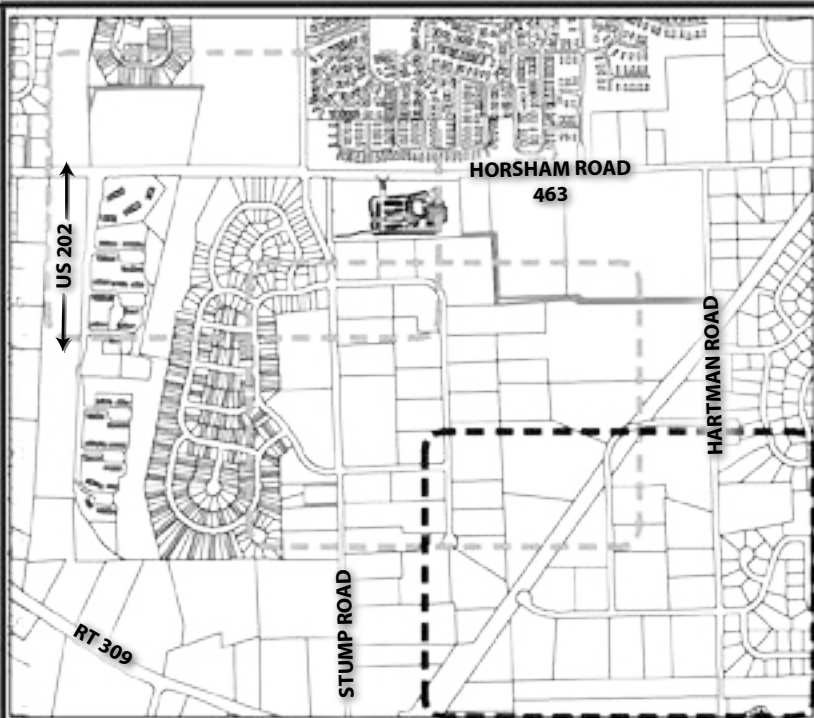 HORSHAM ROAD
463
US 202
HARTMAN ROAD
STUMP ROAD
RT 309